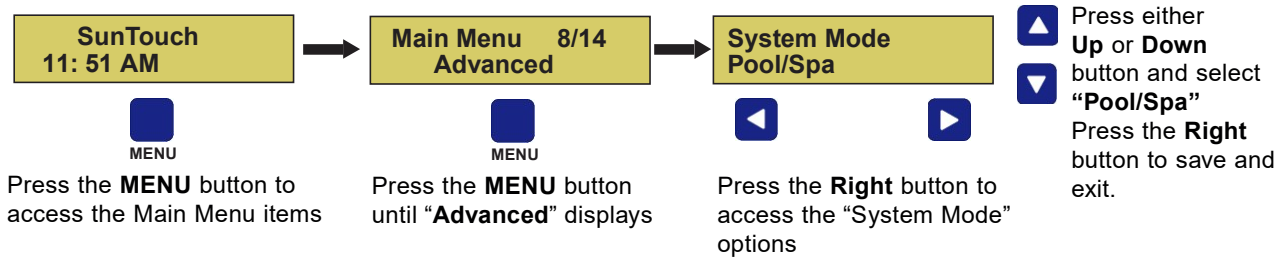 SunTouch
11: 51 AM
MENU
Press the MENU button to
access the Main Menu items
Main Menu 8/14
Advanced
MENU
Press the MENU button
until “Advanced” displays
System Mode
Pool/Spa
Press the Right button to
access the “System Mode”
options
Press either
Up or Down
button and select
“Pool/Spa”
Press the Right
button to save and
exit.